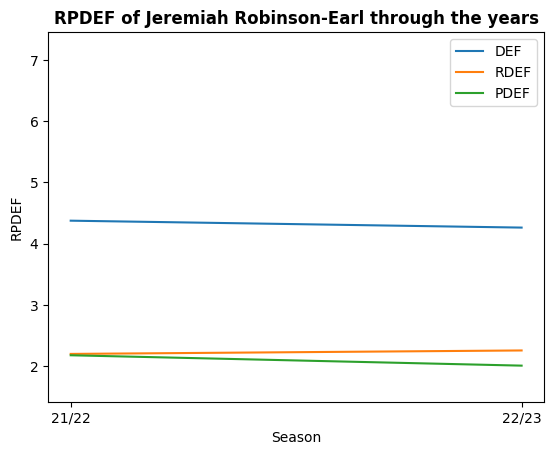 RPDEF of Jeremiah Robinson-Earl through the years
DEF
RDEF
PDEF
7
6
5
4
3
2
RPDEF
21/22
22/23
Season